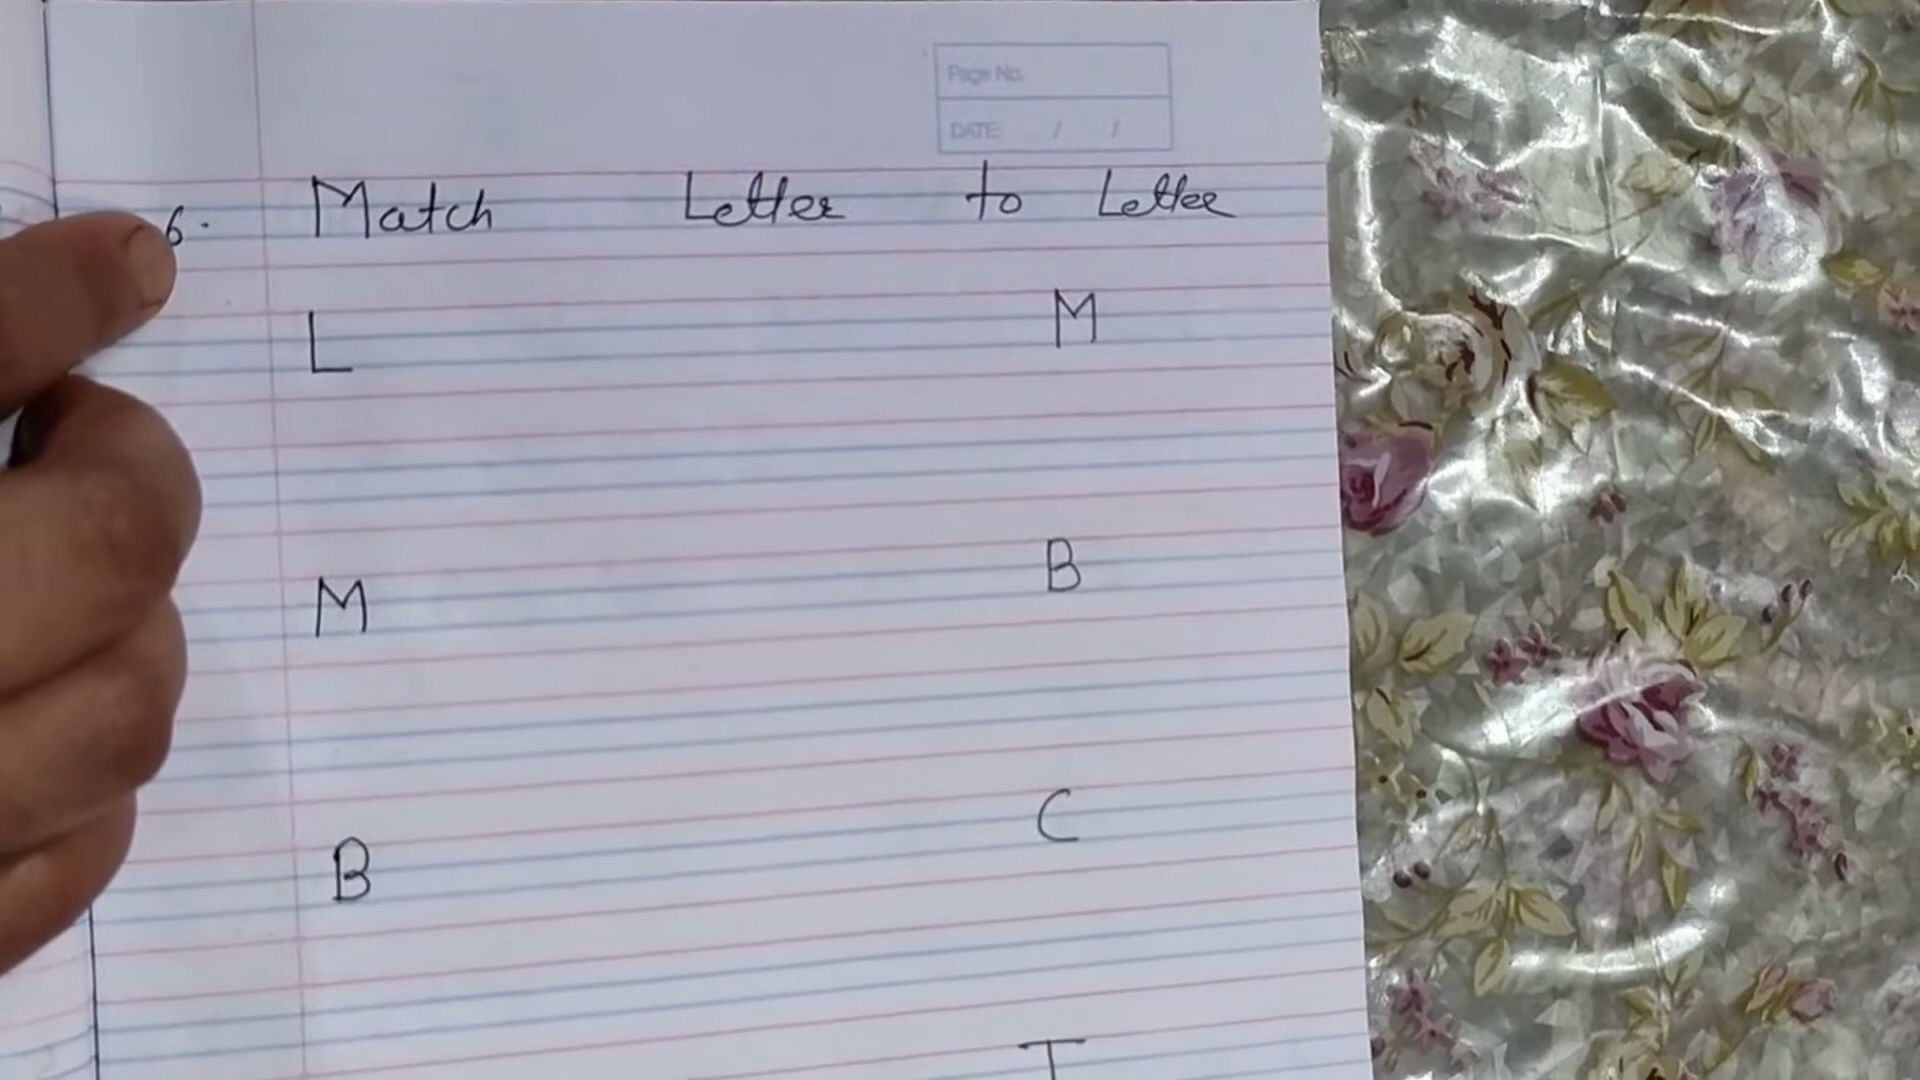 Page No.
DATE / /
6. Match Letter to Letter
L M
M B
B C
T